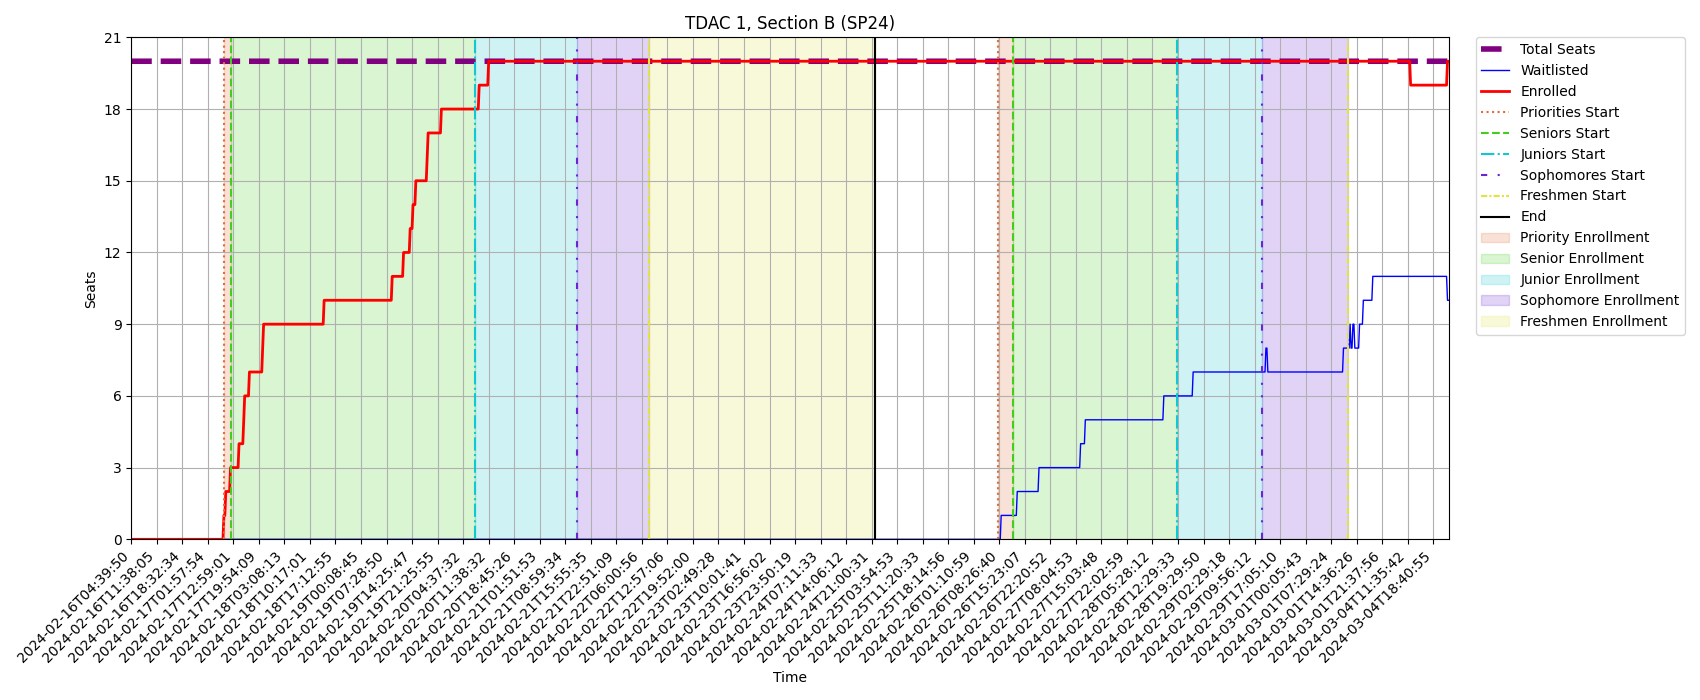 TDAC 1, Section B (SP24)
21
18
15
12
9
6
3
0
Seats
2024-02-16T04:39:50
2024-02-16T11:38:05
2024-02-16T18:32:34
2024-02-17T01:57:54
2024-02-17T12:59:01
2024-02-17T19:54:09
2024-02-18T03:08:13
2024-02-18T10:17:01
2024-02-18T17:12:55
2024-02-19T00:08:45
2024-02-19T07:28:50
2024-02-19T14:25:47
2024-02-19T21:25:55
2024-02-20T04:37:32
2024-02-20T11:38:32
2024-02-20T18:45:26
2024-02-21T01:51:53
2024-02-21T08:59:34
2024-02-21T15:55:35
2024-02-21T22:51:09
2024-02-22T06:00:56
2024-02-22T12:57:06
2024-02-22T19:52:00
2024-02-23T02:49:28
2024-02-23T10:01:41
2024-02-23T16:56:02
2024-02-23T23:50:19
2024-02-24T07:11:33
2024-02-24T14:06:12
2024-02-24T21:00:31
2024-02-25T03:54:53
2024-02-25T11:20:33
2024-02-25T18:14:56
2024-02-26T01:10:59
2024-02-26T08:26:40
2024-02-26T15:23:07
2024-02-26T22:20:52
2024-02-27T08:04:53
2024-02-27T15:03:48
2024-02-27T22:02:59
2024-02-28T05:28:12
2024-02-28T12:29:33
2024-02-28T19:29:50
2024-02-29T02:29:18
2024-02-29T09:56:12
2024-02-29T17:05:10
2024-03-01T00:05:43
2024-03-01T07:29:24
2024-03-01T14:36:26
2024-03-01T21:37:56
2024-03-04T11:35:42
2024-03-04T18:40:55
Time
Total Seats
Waitlisted
Enrolled
Priorities Start
Seniors Start
Juniors Start
Sophomores Start
Freshmen Start
End
Priority Enrollment
Senior Enrollment
Junior Enrollment
Sophomore Enrollment
Freshmen Enrollment